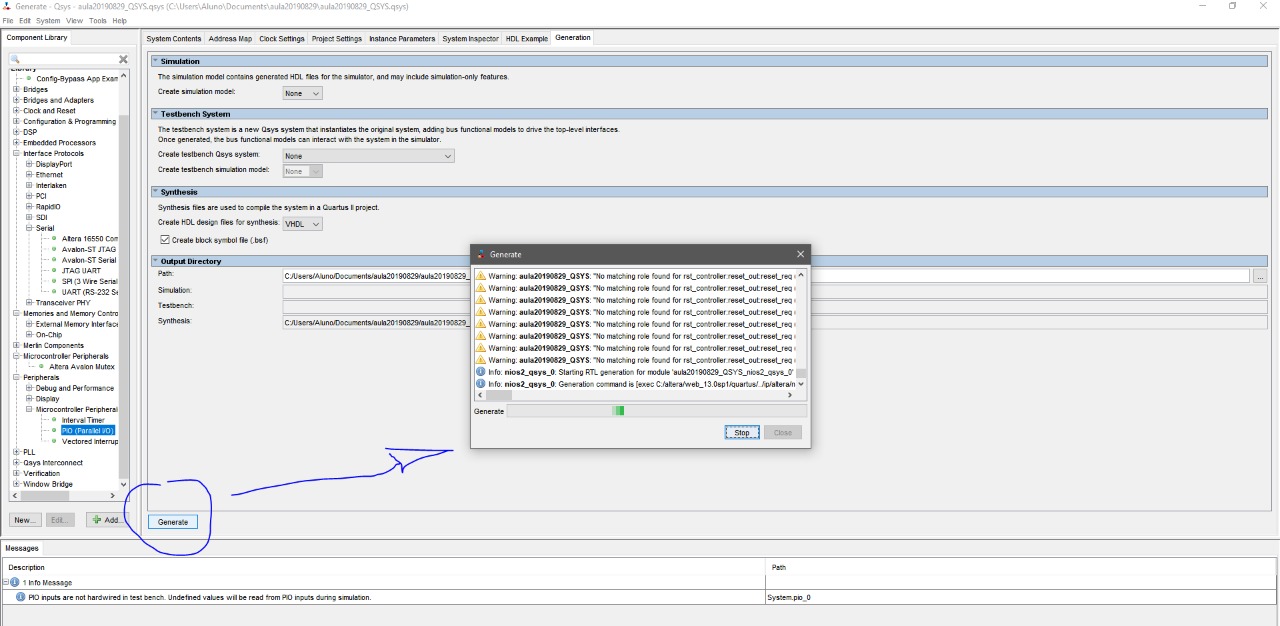 Generate - Qsys - aula20190829_QSYS.qsys (C:\Users\Aluno\Documents\aula20190829\aula20190829_QSYS.qsys)
File Edit System View Tools Help
Component Library
Library
Config-Bypass App Exam
Bridges
Bridges and Adapters
Clock and Reset
Configuration & Programming
DSP
Embedded Processors
Interface Protocols
DisplayPort
Ethernet
Interlaken
PCI
RapidIO
SDI
Serial
Altera 16550 Com
Avalon-ST JTAG
Avalon-ST Serial
JTAG UART
SPI (3 Wire Serial
UART (RS-232 Se
Transceiver PHY
Memories and Memory Contro
External Memory Interface
On-Chip
Merlin Components
Microcontroller Peripherals
Altera Avalon Mutex
Peripherals
Debug and Performance
Display
Microcontroller Peripheral
Interval Timer
PIO (Parallel I/O)
Vectored Interrup
PLL
Qsys Interconnect
Verification
Window Bridge
New... Edit... Add...
System Contents Address Map Clock Settings Project Settings Instance Parameters System Inspector HDL Example Generation
Simulation
The simulation model contains generated HDL files for the simulator, and may include simulation-only features.
Create simulation model: None
Testbench System
The testbench system is a new Qsys system that instantiates the original system, adding bus functional models to drive the top-level interfaces.
Once generated, the bus functional models can interact with the system in the simulator.
Create testbench Qsys system: None
Create testbench simulation model: None
Synthesis
Synthesis files are used to compile the system in a Quartus II project.
Create HDL design files for synthesis: VHDL
Create block symbol file (.bsf)
Output Directory
Path: C:/Users/Aluno/Documents/aula20190829/aula20190829_ ...
Simulation:
Testbench:
Synthesis: C:/Users/Aluno/Documents/aula20190829/aula20190829_
Generate
Generate
Warning: aula20190829_QSYS: "No matching role found for rst_controller:reset_out:reset_req
Warning: aula20190829_QSYS: "No matching role found for rst_controller:reset_out:reset_req
Warning: aula20190829_QSYS: "No matching role found for rst_controller:reset_out:reset_req
Warning: aula20190829_QSYS: "No matching role found for rst_controller:reset_out:reset_req
Warning: aula20190829_QSYS: "No matching role found for rst_controller:reset_out:reset_req
Warning: aula20190829_QSYS: "No matching role found for rst_controller:reset_out:reset_req
Warning: aula20190829_QSYS: "No matching role found for rst_controller:reset_out:reset_req
Warning: aula20190829_QSYS: "No matching role found for rst_controller:reset_out:reset_req
Info: nios2_qsys_0: Starting RTL generation for module 'aula20190829_QSYS_nios2_qsys_0'
Info: nios2_qsys_0: Generation command is [exec C:/altera/web_13.0sp1/quartus/../ip/altera/n
Generate
Stop Close
Messages
Description Path
1 Info Message
PIO inputs are not hardwired in test bench. Undefined values will be read from PIO inputs during simulation. System.pio_0